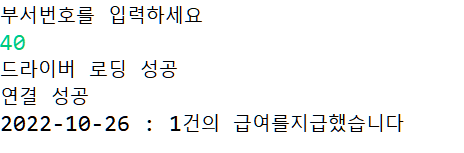 부서번호를 입력하세요
40
드라이버 로딩 성공
연결 성공
2022-10-26 : 1건의 급여를지급했습니다